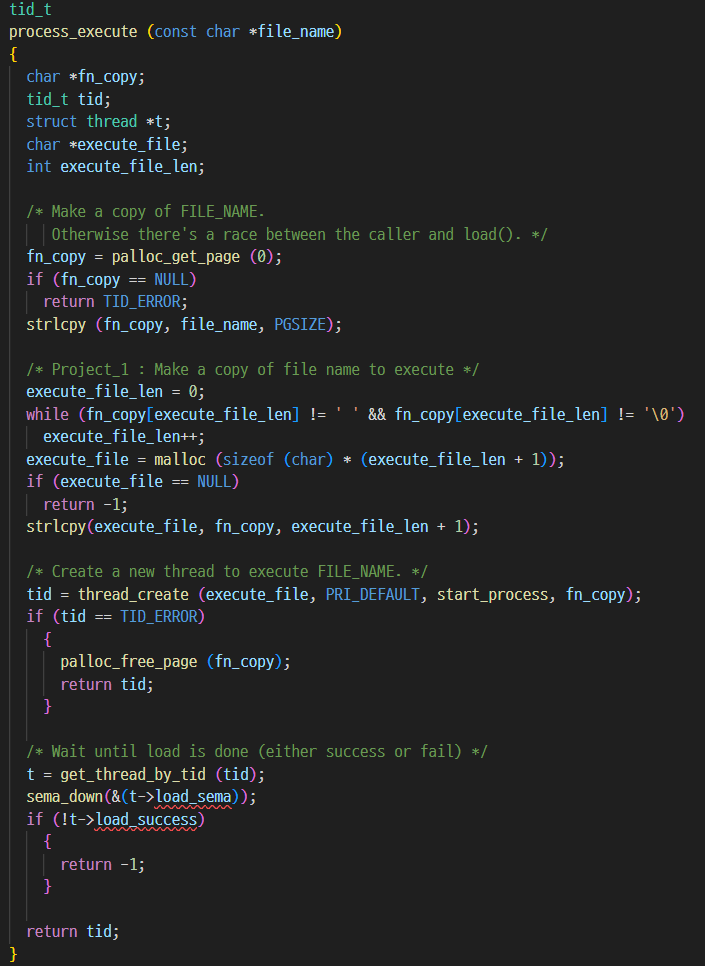 tid_t
process_execute (const char *file_name)
{
  char *fn_copy;
  tid_t tid;
  struct thread *t;
  char *execute_file;
  int execute_file_len;

  /* Make a copy of FILE_NAME.
     Otherwise there's a race between the caller and load(). */
  fn_copy = palloc_get_page (0);
  if (fn_copy == NULL)
    return TID_ERROR;
  strlcpy (fn_copy, file_name, PGSIZE);

  /* Project_1 : Make a copy of file name to execute */
  execute_file_len = 0;
  while (fn_copy[execute_file_len] != ' ' && fn_copy[execute_file_len] != '\0')
    execute_file_len++;
  execute_file = malloc (sizeof (char) * (execute_file_len + 1));
  if (execute_file == NULL)
    return -1;
  strlcpy(execute_file, fn_copy, execute_file_len + 1);

  /* Create a new thread to execute FILE_NAME. */
  tid = thread_create (execute_file, PRI_DEFAULT, start_process, fn_copy);
  if (tid == TID_ERROR)
    {
      palloc_free_page (fn_copy);
      return tid;
    }

  /* Wait until load is done (either success or fail) */
  t = get_thread_by_tid (tid);
  sema_down(&(t->load_sema));
  if (!t->load_success)
    {
      return -1;
    }

  return tid;
}